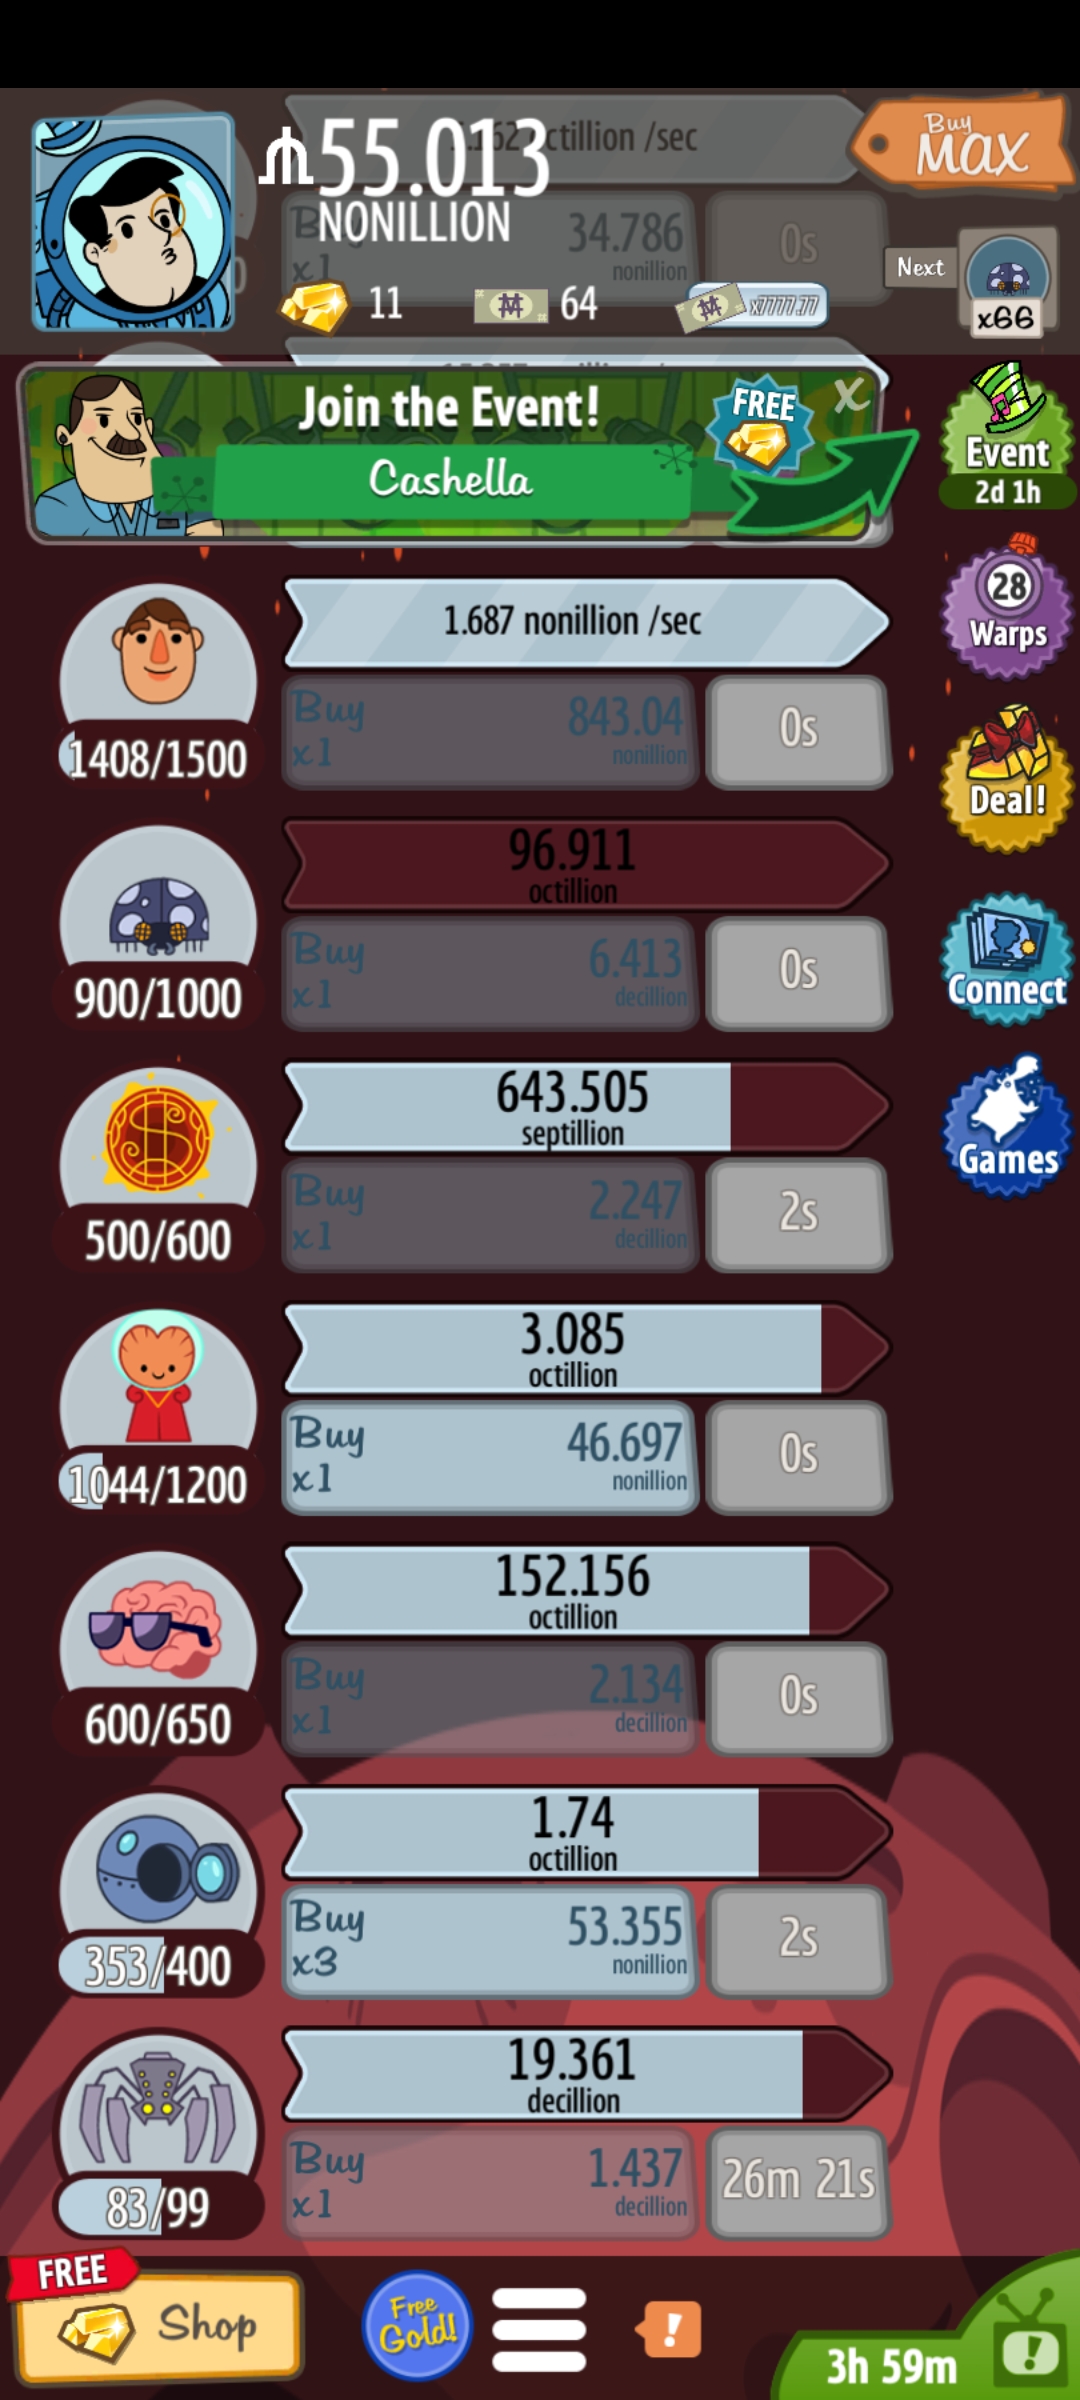 55.013
NONILLION
Buy
MAX
34.786
nonillion
x1
0s
11
64
x7777.77
Next
x66
Join the Event!
FREE
X
Cashella
Event
2d 1h
1.687 nonillion /sec
28
Warps
Buy
x1
843.04
nonillion
0s
1408/1500
Deal!
96.911
octillion
Buy
x1
6.413
decillion
0s
900/1000
Connect
643.505
septillion
Games
Buy
x1
2.247
decillion
2s
500/600
3.085
octillion
Buy
x1
46.697
nonillion
0s
1044/1200
152.156
octillion
Buy
x1
2.134
decillion
0s
600/650
1.74
octillion
Buy
x3
53.355
nonillion
2s
353/400
19.361
decillion
Buy
x1
1.437
decillion
26m 21s
83/99
FREE
Shop
Free
Gold!
!
3h 59m
!